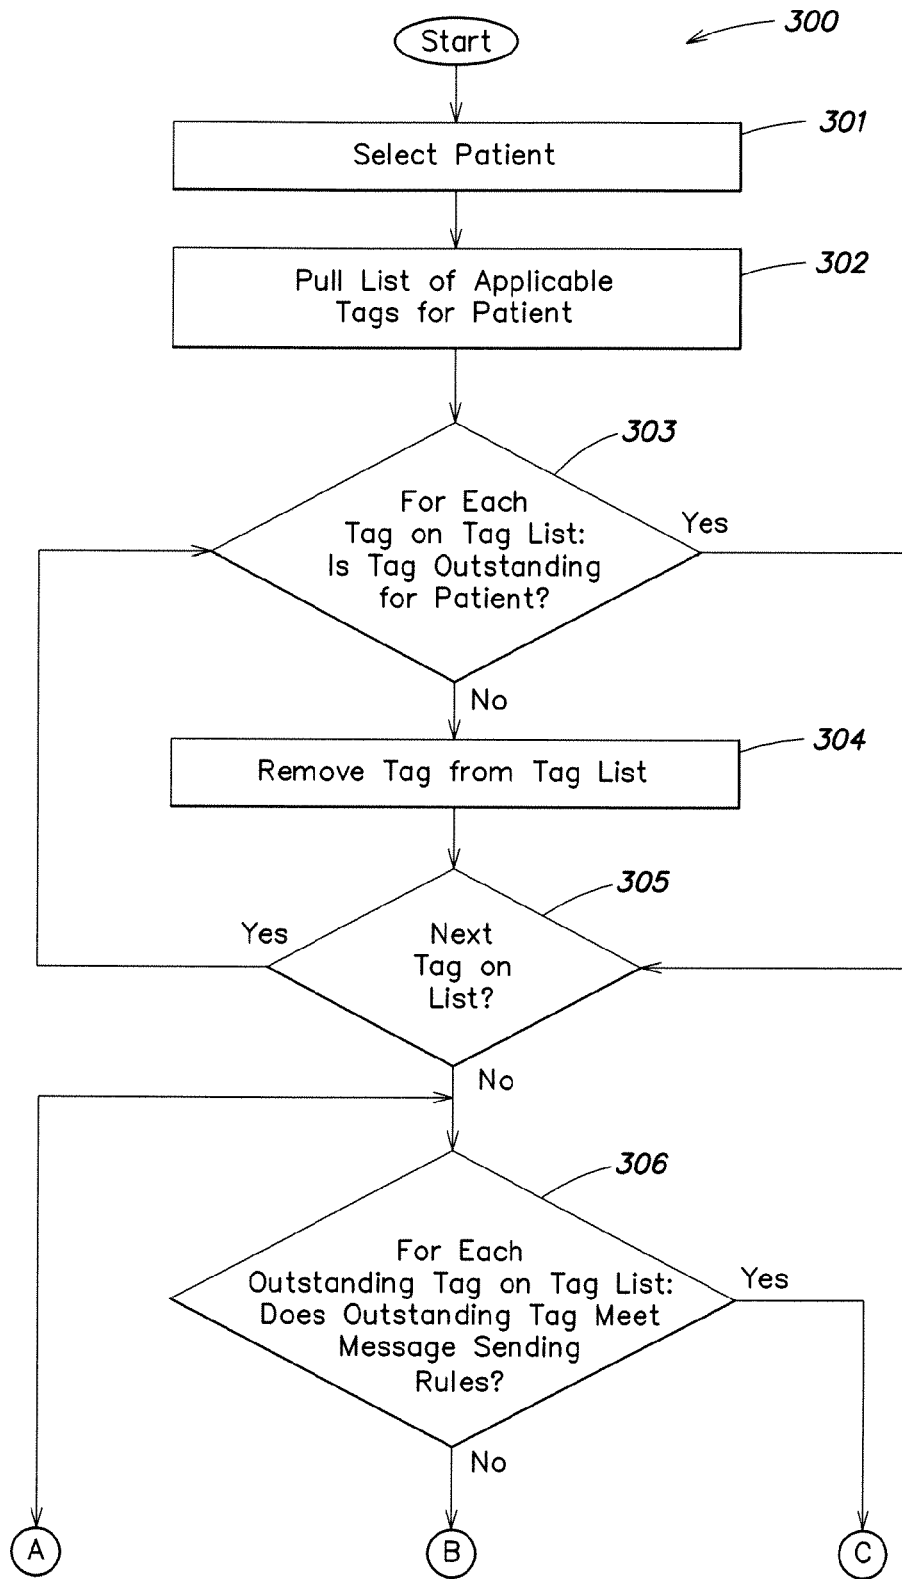 Start
300
301
Select Patient
302
Pull List of Applicable
Tags for Patient
303
For Each
Tag on Tag List:
Is Tag Outstanding
for Patient?
Yes
No
304
Remove Tag from Tag List
305
Yes
Next
Tag on
List?
No
306
For Each
Outstanding Tag on Tag List:
Does Outstanding Tag Meet
Message Sending
Rules?
Yes
No
A
B
C